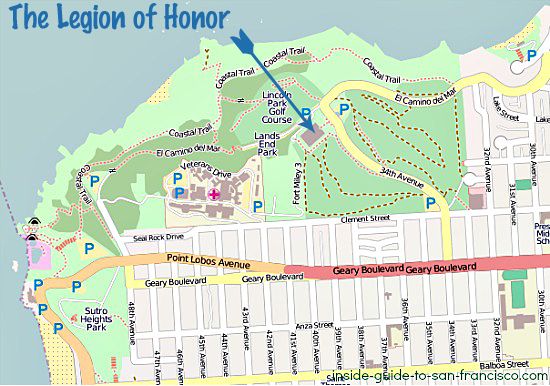 The Legion of Honor
Coastal Trail
Coastal Trail
Coastal Trail
Lincoln
Park
Golf
Course
El Camino del Mar
Lake Street
Coastal Trail
El Camino del Mar
Lands
End
Park
Veterans Drive
Coastal Trail
Fort Miley 3
34th Avenue
32nd Avenue
30th Avenue
31st Avenue
Clement Street
Seal Rock Drive
Point Lobos Avenue
Geary Boulevard
Geary Boulevard
Geary Boulevard
Geary Boulevard
Sutro
Heights
Park
48th Avenue
47th Avenue
46th Avenue
45th Avenue
44th Avenue
43rd Avenue
42nd Avenue
41st Avenue
40th Avenue
39th Avenue
38th Avenue
37th Avenue
36th Avenue
35th Avenue
34th Avenue
33rd Avenue
32nd Avenue
30th Avenue
Anza Street
Balboa Street
P
P
P
P
P
P
P
P
P
P
P
P
P
inside-guide-to-san-francisco.com